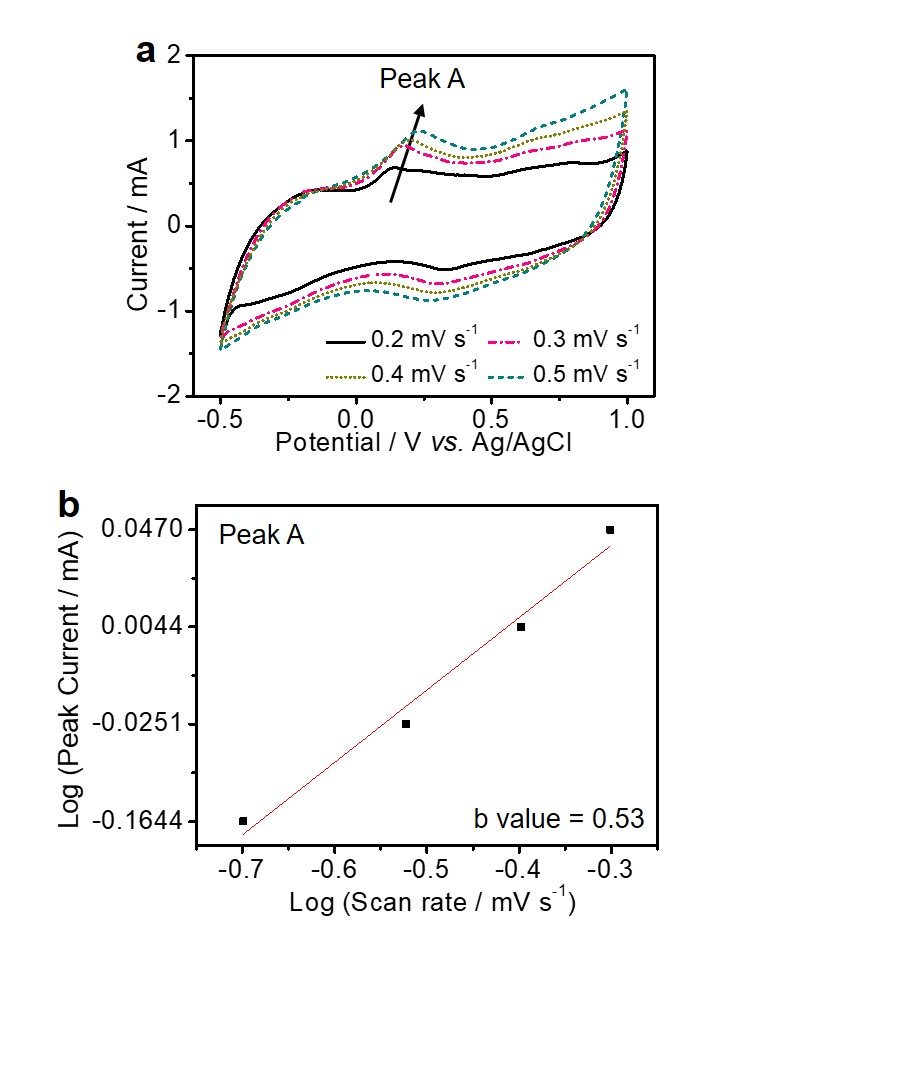 a
Peak A
2
1
0
-1
-2
Current / mA
0.2 mV s⁻¹ 0.3 mV s⁻¹
0.4 mV s⁻¹ 0.5 mV s⁻¹
-0.5 0.0 0.5 1.0
Potential / V vs. Ag/AgCl
b
Peak A
0.0470
0.0044
-0.0251
-0.1644
Log (Peak Current / mA)
b value = 0.53
-0.7 -0.6 -0.5 -0.4 -0.3
Log (Scan rate / mV s⁻¹)